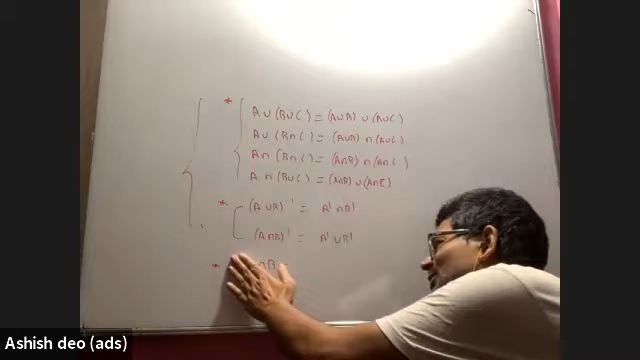 * A∪(B∪C)=(A∪B)∪(A∪C)
A∪(B∩C)=(A∪B)∩(A∪C)
A∩(B∩C)=(A∩B)∩(A∩C)
A∩(B∪C)=(A∩B)∪(A∩C)
* (A∪B)'= A'∩B'
(A∩B)'= A'∪B'
* ∩B
Ashish deo (ads)